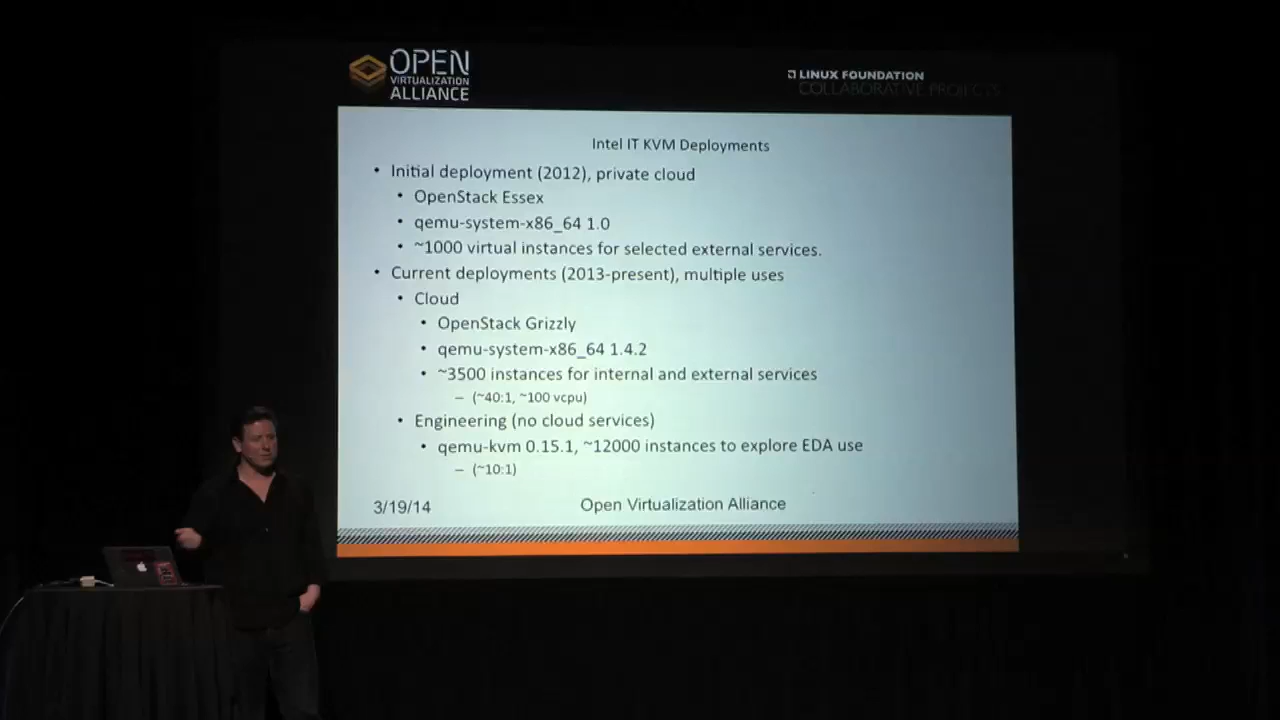 OPEN
VIRTUALIZATION
ALLIANCE
LINUX FOUNDATION
COLLABORATIVE PROJECTS
Intel IT KVM Deployments
• Initial deployment (2012), private cloud
• OpenStack Essex
• qemu-system-x86_64 1.0
• ~1000 virtual instances for selected external services.
• Current deployments (2013-present), multiple uses
• Cloud
• OpenStack Grizzly
• qemu-system-x86_64 1.4.2
• ~3500 instances for internal and external services
– (~40:1, ~100 vcpu)
• Engineering (no cloud services)
• qemu-kvm 0.15.1, ~12000 instances to explore EDA use
– (~10:1)
3/19/14
Open Virtualization Alliance